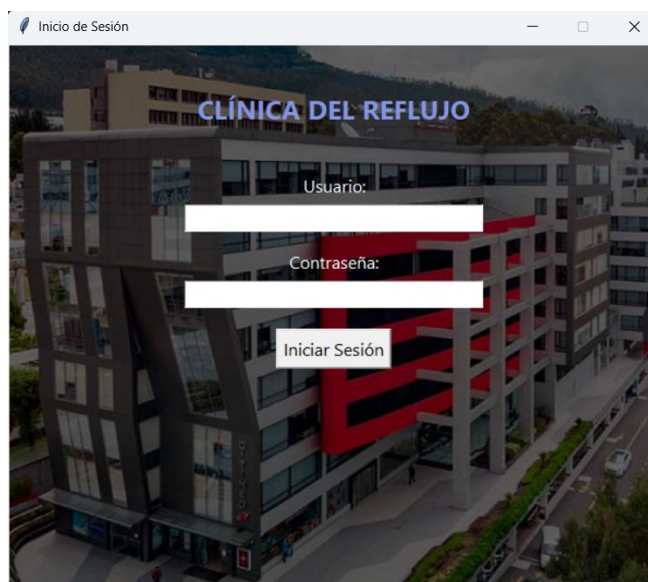 Inicio de Sesión
CLÍNICA DEL REFLUJO
Usuario:
Contraseña:
Iniciar Sesión